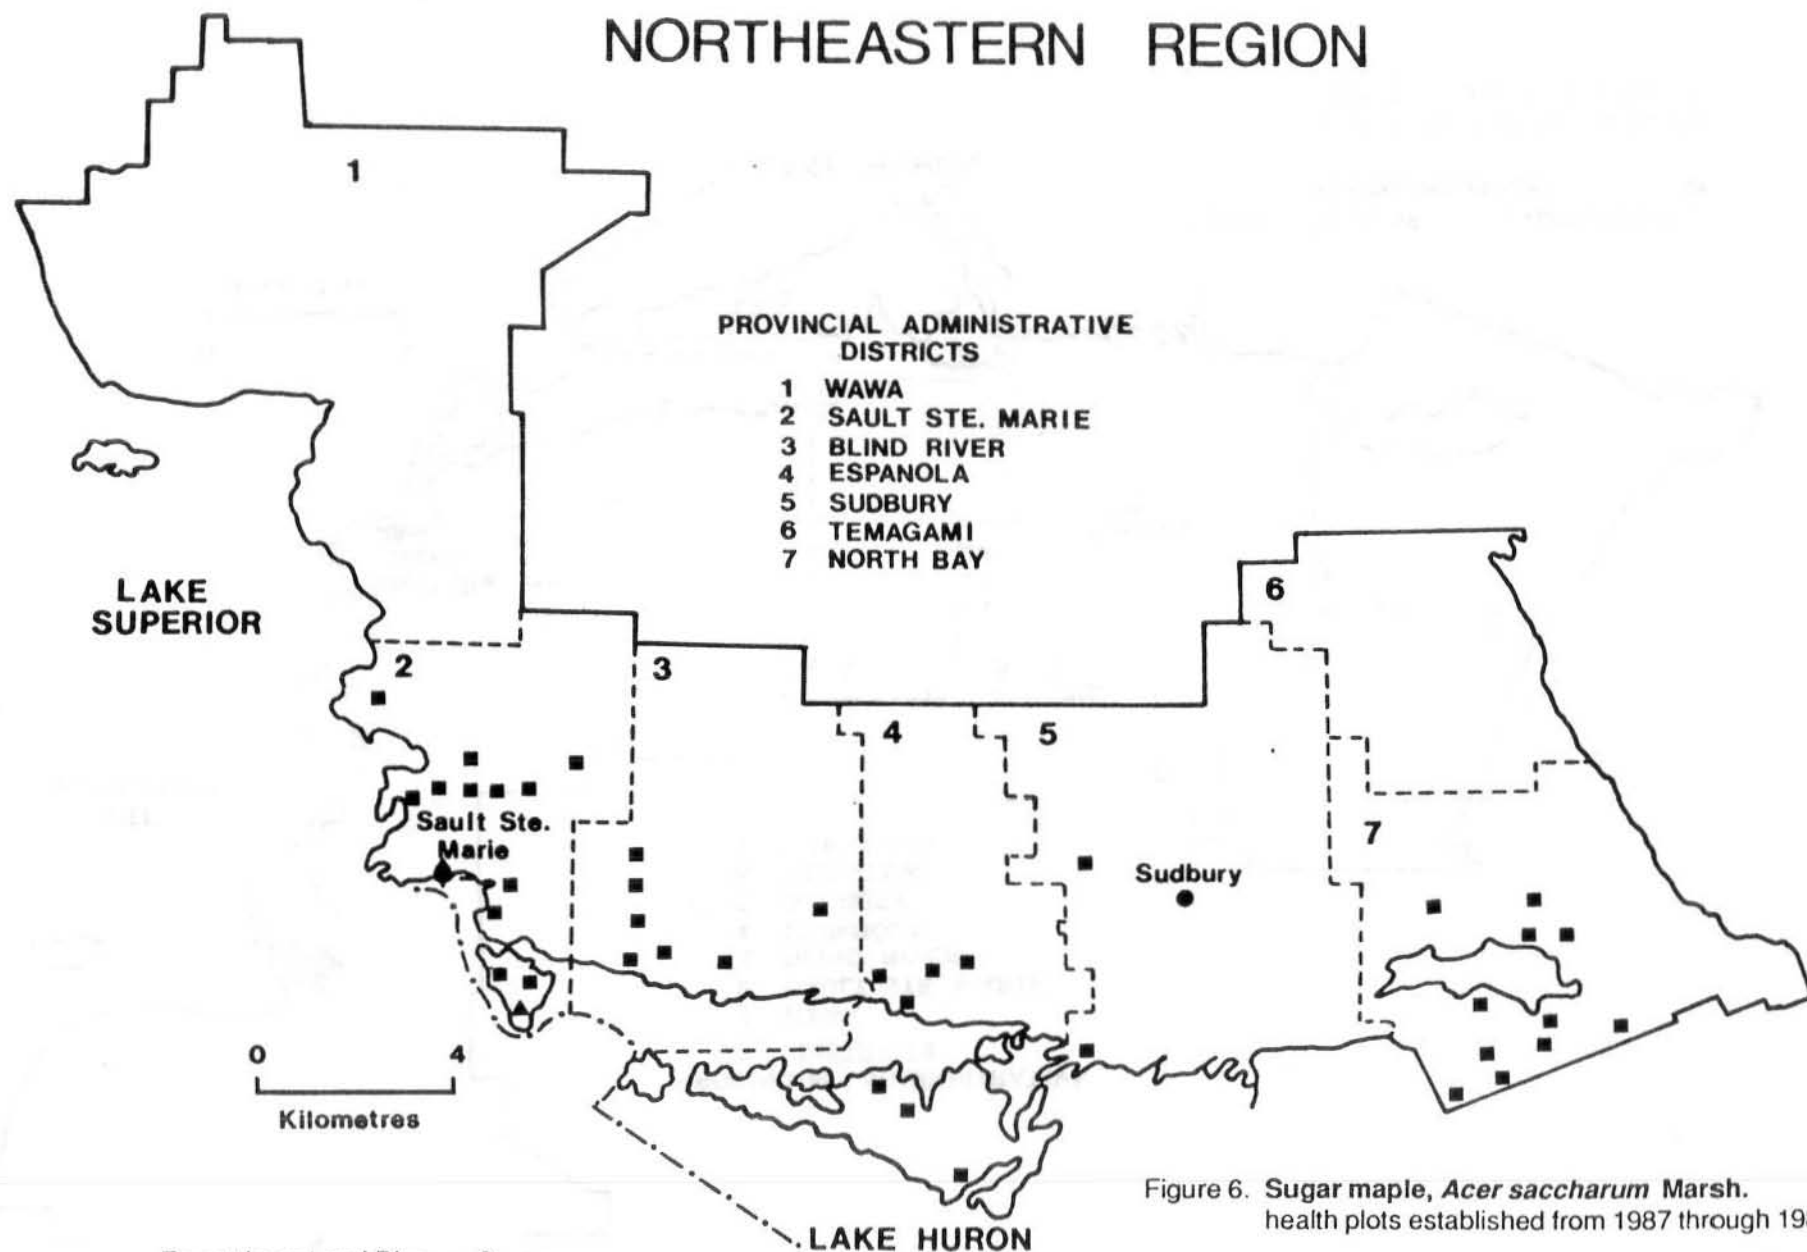 NORTHEASTERN REGION
1
PROVINCIAL ADMINISTRATIVE
DISTRICTS
1 WAWA
2 SAULT STE. MARIE
3 BLIND RIVER
4 ESPANOLA
5 SUDBURY
6 TEMAGAMI
7 NORTH BAY
LAKE
SUPERIOR
6
2
3
4
5
7
Sault Ste.
Marie
Sudbury
0 4
Kilometres
LAKE HURON
Figure 6. Sugar maple, Acer saccharum Marsh.
health plots established from 1987 through